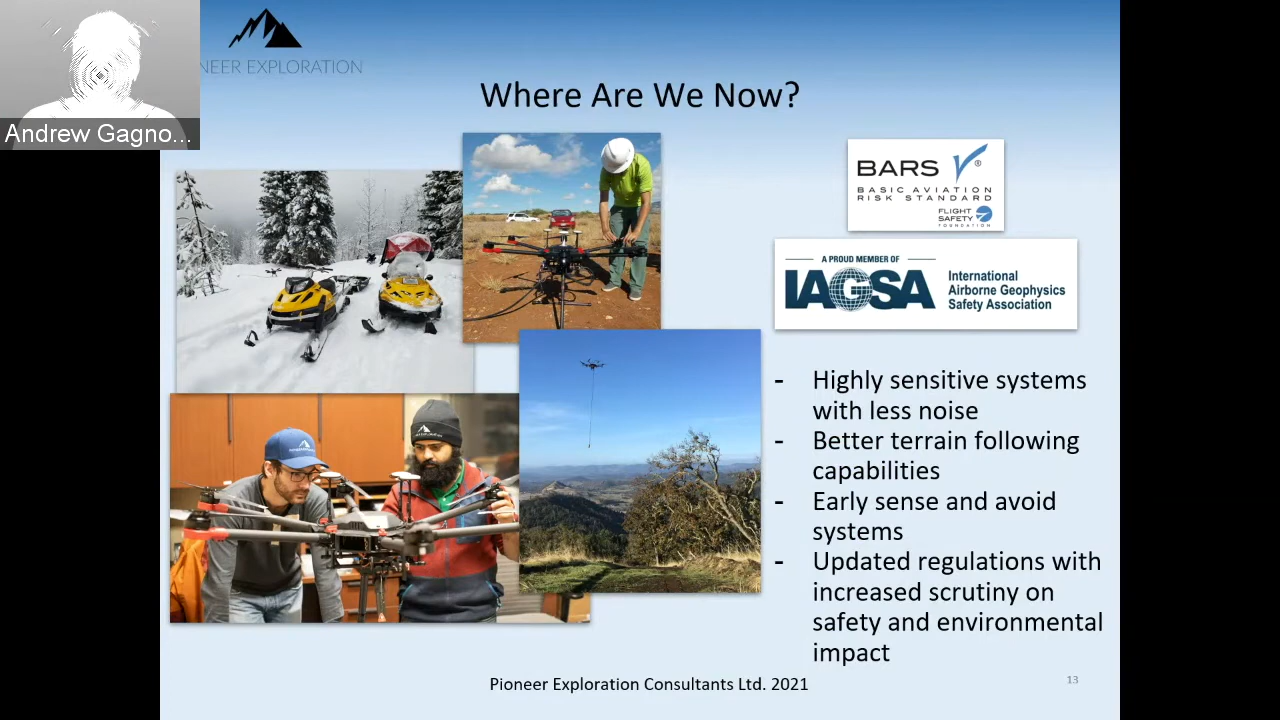 NEER EXPLORATION
Andrew Gagno...
Where Are We Now?
BARS ®
BASIC AVIATION
RISK STANDARD
FLIGHT
SAFETY
FOUNDATION
A PROUD MEMBER OF
IAGSA
International
Airborne Geophysics
Safety Association
- Highly sensitive systems
with less noise
- Better terrain following
capabilities
- Early sense and avoid
systems
- Updated regulations with
increased scrutiny on
safety and environmental
impact
Pioneer Exploration Consultants Ltd. 2021
13